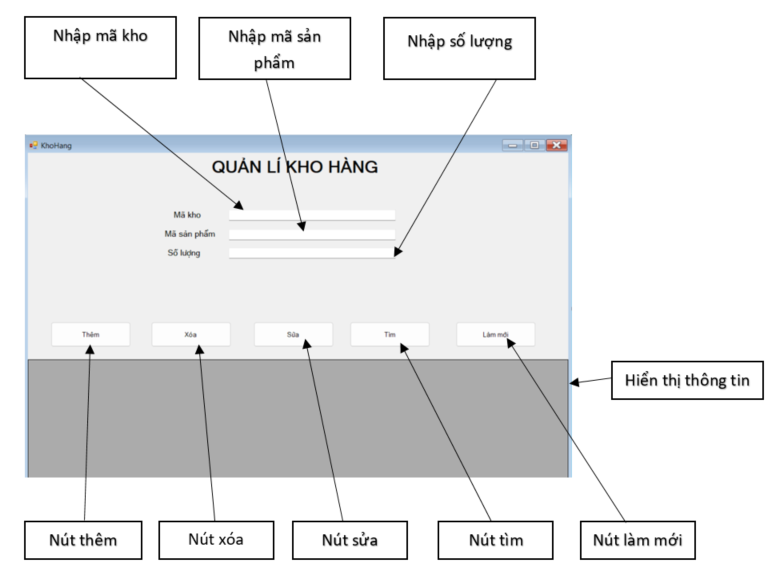 Nhập mã kho
Nhập mã sản
phẩm
Nhập số lượng
KhoHang
QUẢN LÍ KHO HÀNG
Mã kho
Mã sản phẩm
Số lượng
Thêm
Xóa
Sửa
Tìm
Làm mới
Hiển thị thông tin
Nút thêm
Nút xóa
Nút sửa
Nút tìm
Nút làm mới